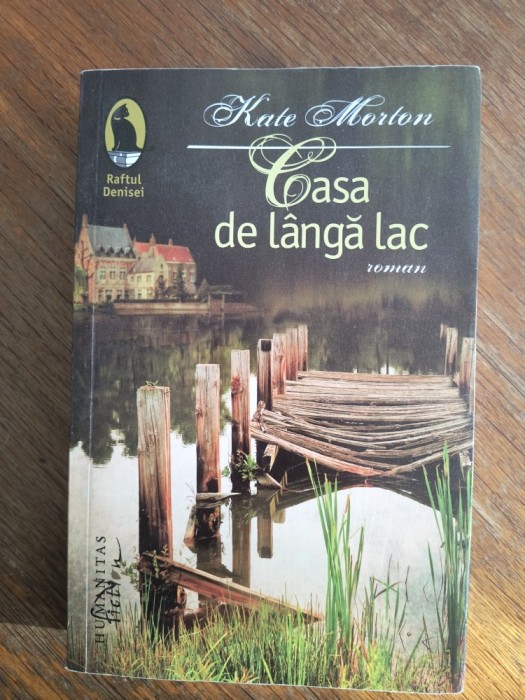 Kate Morton
Raftul
Denisei
Casa
de lângă lac
roman
HUMANITAS
fiction